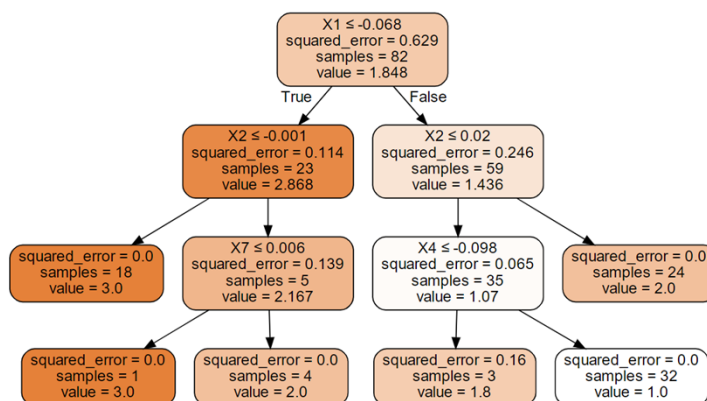 X1 ≤ -0.068
squared_error = 0.629
samples = 82
value = 1.848
True
False
X2 ≤ -0.001
squared_error = 0.114
samples = 23
value = 2.868
X2 ≤ 0.02
squared_error = 0.246
samples = 59
value = 1.436
squared_error = 0.0
samples = 18
value = 3.0
X7 ≤ 0.006
squared_error = 0.139
samples = 5
value = 2.167
X4 ≤ -0.098
squared_error = 0.065
samples = 35
value = 1.07
squared_error = 0.0
samples = 24
value = 2.0
squared_error = 0.0
samples = 1
value = 3.0
squared_error = 0.0
samples = 4
value = 2.0
squared_error = 0.16
samples = 3
value = 1.8
squared_error = 0.0
samples = 32
value = 1.0